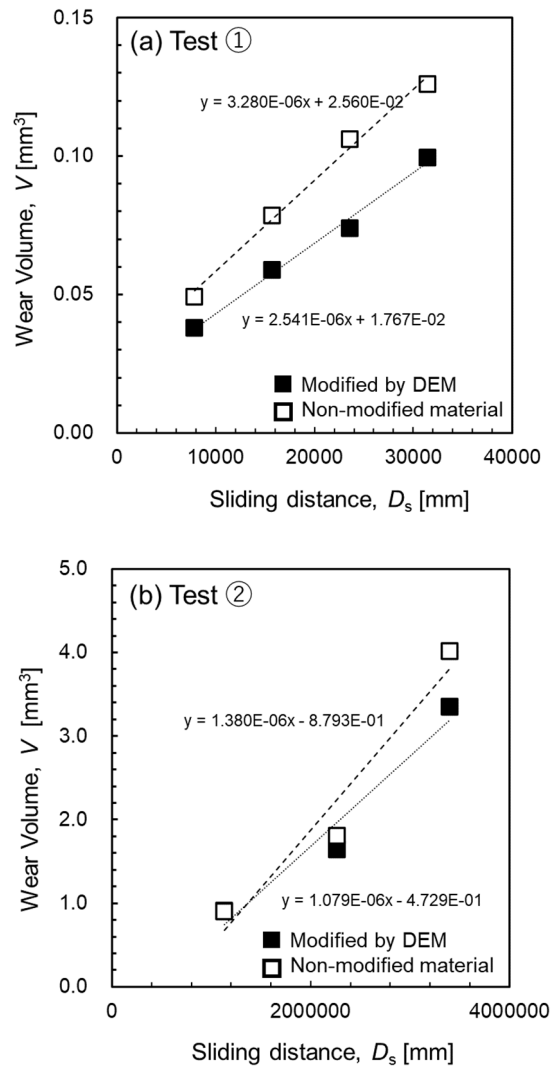 (a) Test ①
0.15
0.10
0.05
0.00
Wear Volume, V [mm³]
y = 3.280E-06x + 2.560E-02
y = 2.541E-06x + 1.767E-02
Modified by DEM
Non-modified material
0 10000 20000 30000 40000
Sliding distance, Dₛ [mm]
(b) Test ②
5.0
4.0
3.0
2.0
1.0
0.0
Wear Volume, V [mm³]
y = 1.380E-06x - 8.793E-01
y = 1.079E-06x - 4.729E-01
Modified by DEM
Non-modified material
0 2000000 4000000
Sliding distance, Dₛ [mm]